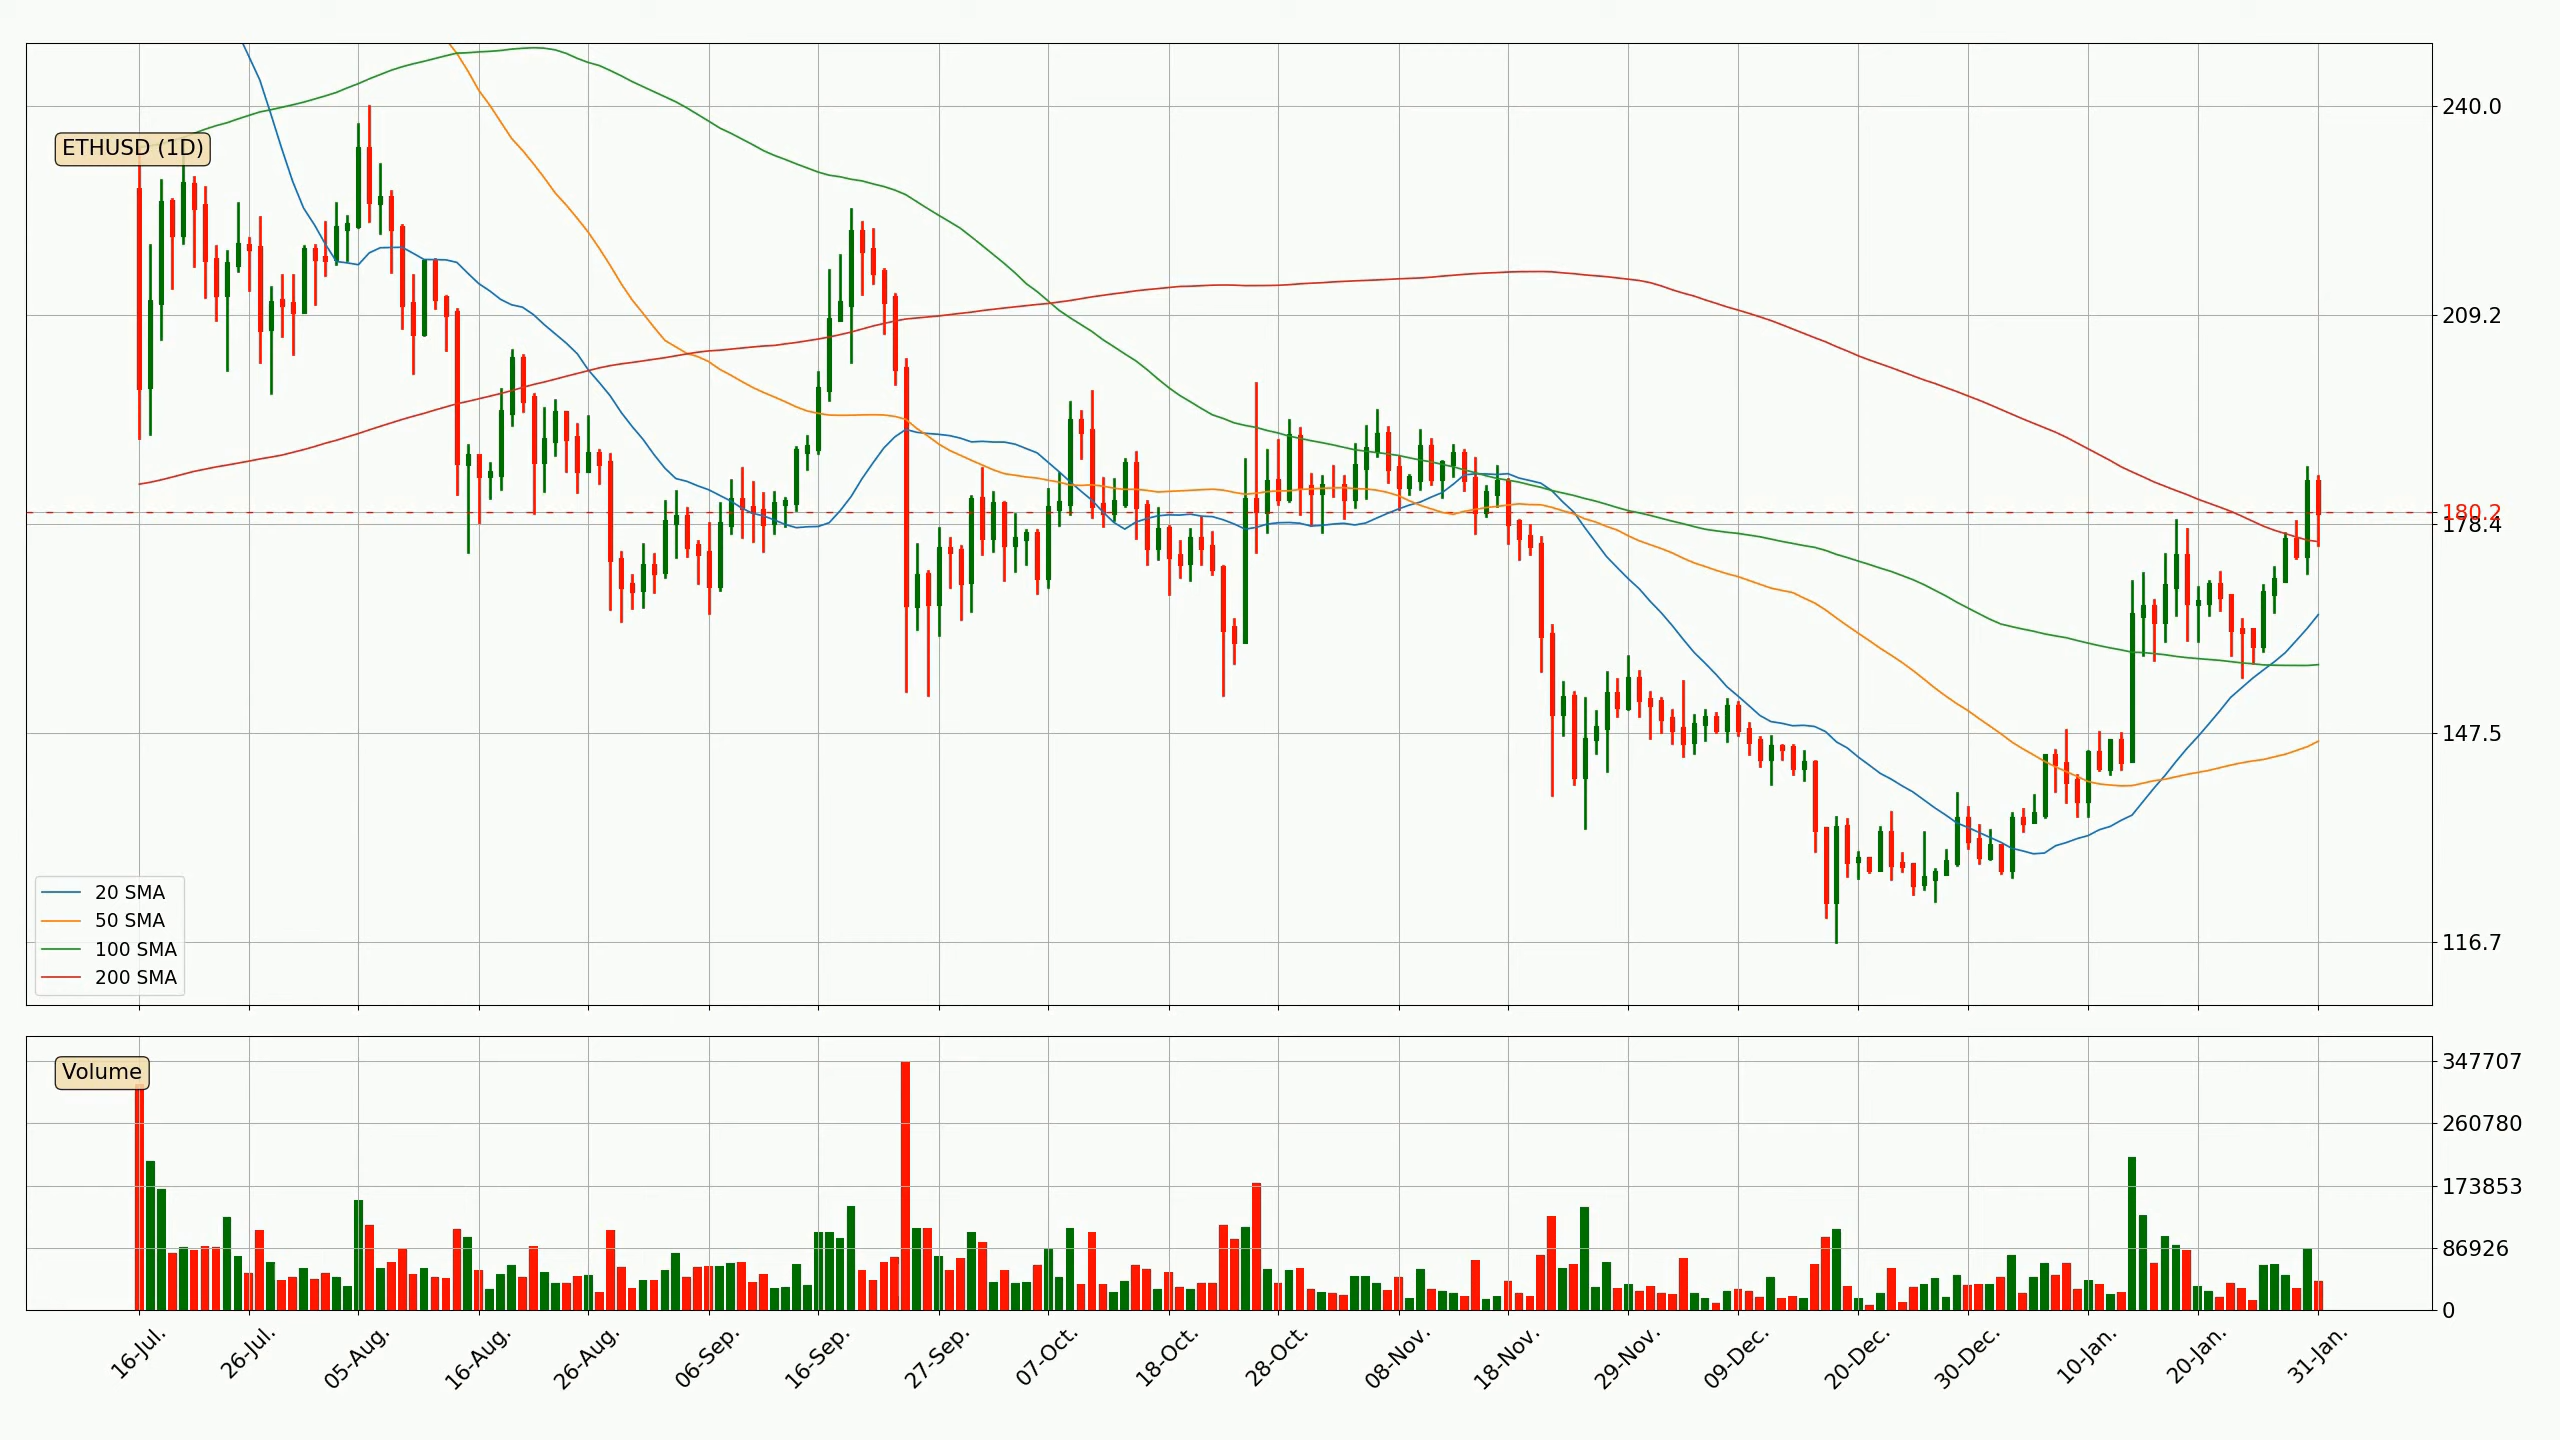 ETHUSD (1D)
240.0
209.2
180.2
178.4
147.5
116.7
20 SMA
50 SMA
100 SMA
200 SMA
Volume
347707
260780
173853
86926
0
16-Jul.
26-Jul.
05-Aug.
16-Aug.
26-Aug.
06-Sep.
16-Sep.
27-Sep.
07-Oct.
18-Oct.
28-Oct.
08-Nov.
18-Nov.
29-Nov.
09-Dec.
20-Dec.
30-Dec.
10-Jan.
20-Jan.
31-Jan.